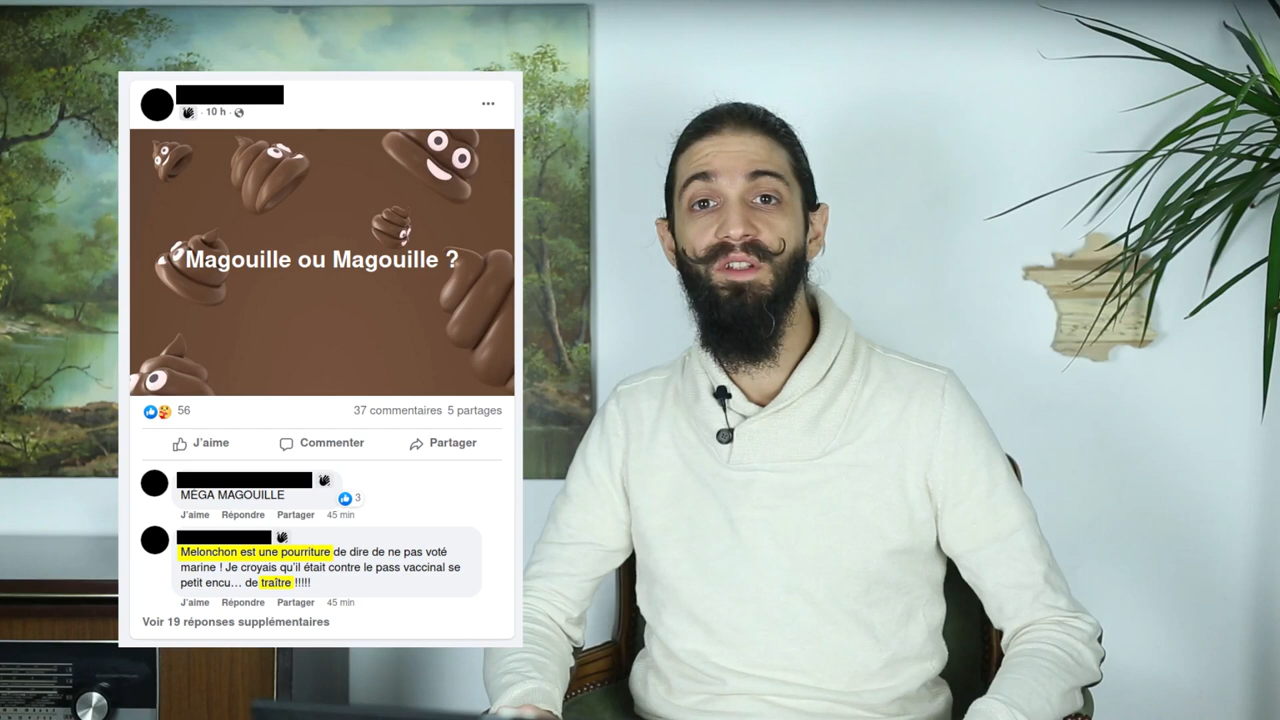 10 h
Magouille ou Magouille ?
56
37 commentaires 5 partages
J'aime Commenter Partager
MÉGA MAGOUILLE
3
J'aime Répondre Partager 45 min
Melonchon est une pourriture de dire de ne pas voté
marine ! Je croyais qu'il était contre le pass vaccinal se
petit encu... de traître !!!!!
J'aime Répondre Partager 45 min
Voir 19 réponses supplémentaires